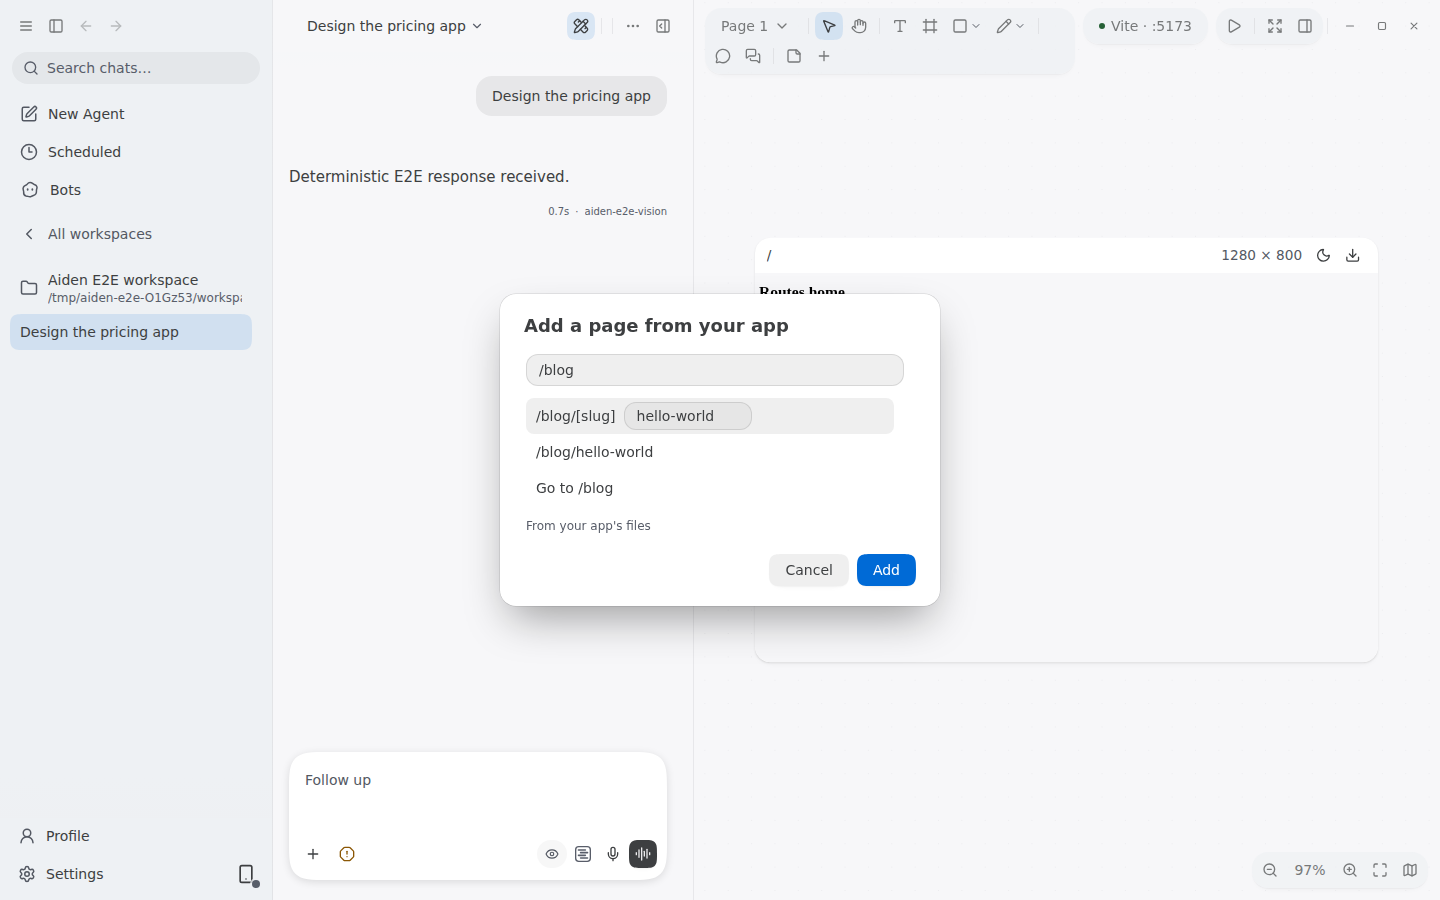 Search chats...
New Agent
Scheduled
Bots
All workspaces
Aiden E2E workspace
/tmp/aiden-e2e-O1Gz53/workspa
Design the pricing app
Profile
Settings
Design the pricing app
Design the pricing app
Deterministic E2E response received.
0.7s · aiden-e2e-vision
Follow up
Page 1
Vite · :5173
/
1280 × 800
Routes home
Add a page from your app
/blog
/blog/[slug] hello-world
/blog/hello-world
Go to /blog
From your app's files
Cancel Add
97%